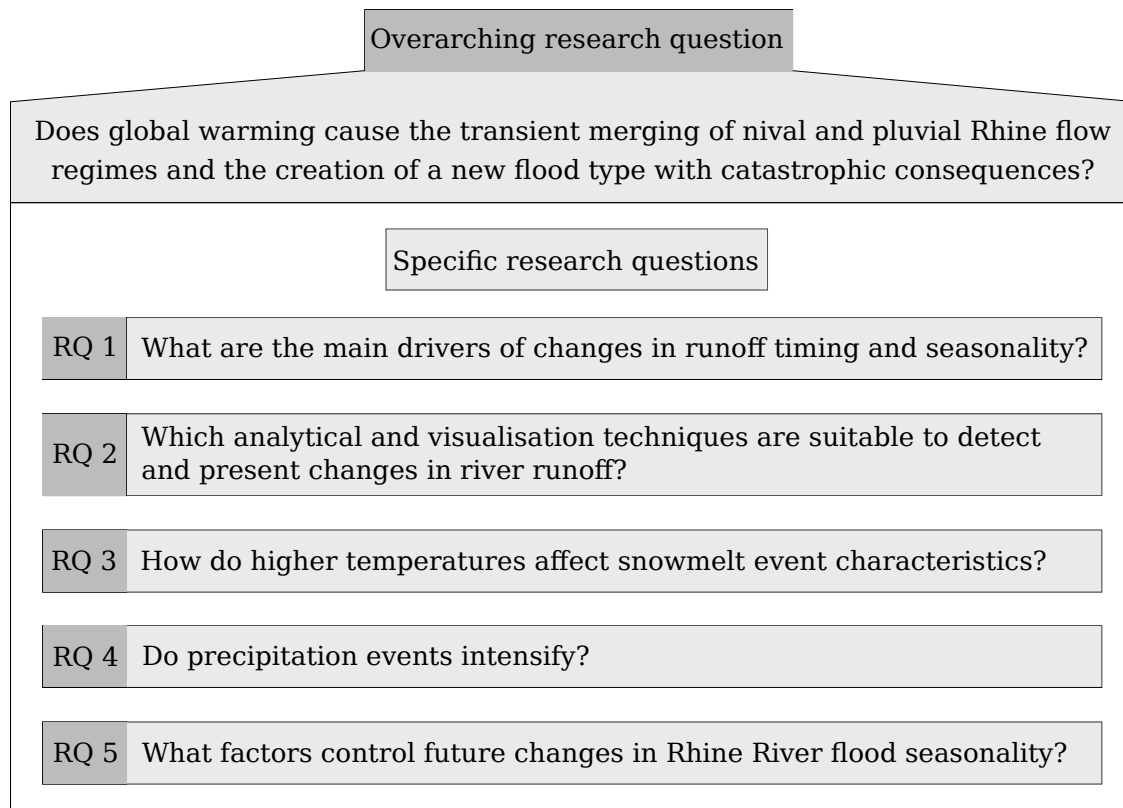 Overarching research question
Does global warming cause the transient merging of nival and pluvial Rhine flow
regimes and the creation of a new flood type with catastrophic consequences?
Specific research questions
RQ 1 What are the main drivers of changes in runoff timing and seasonality?
RQ 2 Which analytical and visualisation techniques are suitable to detect
and present changes in river runoff?
RQ 3 How do higher temperatures affect snowmelt event characteristics?
RQ 4 Do precipitation events intensify?
RQ 5 What factors control future changes in Rhine River flood seasonality?